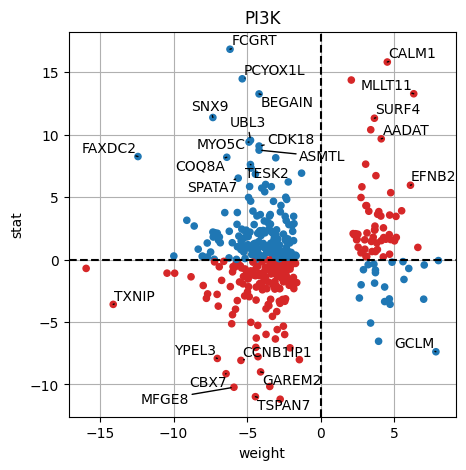 PI3K
FCGRT
CALM1
PCYOX1L
MLLT11
BEGAIN
SNX9
SURF4
UBL3
AADAT
MYO5C
CDK18
FAXDC2
ASMTL
COQ8A
TESK2
EFNB2
SPATA7
TXNIP
GCLM
YPEL3
CCNB1IP1
CBX7
GAREM2
MFGE8
TSPAN7
stat
15
10
5
0
−5
−10
−15
−10
−5
0
5
weight